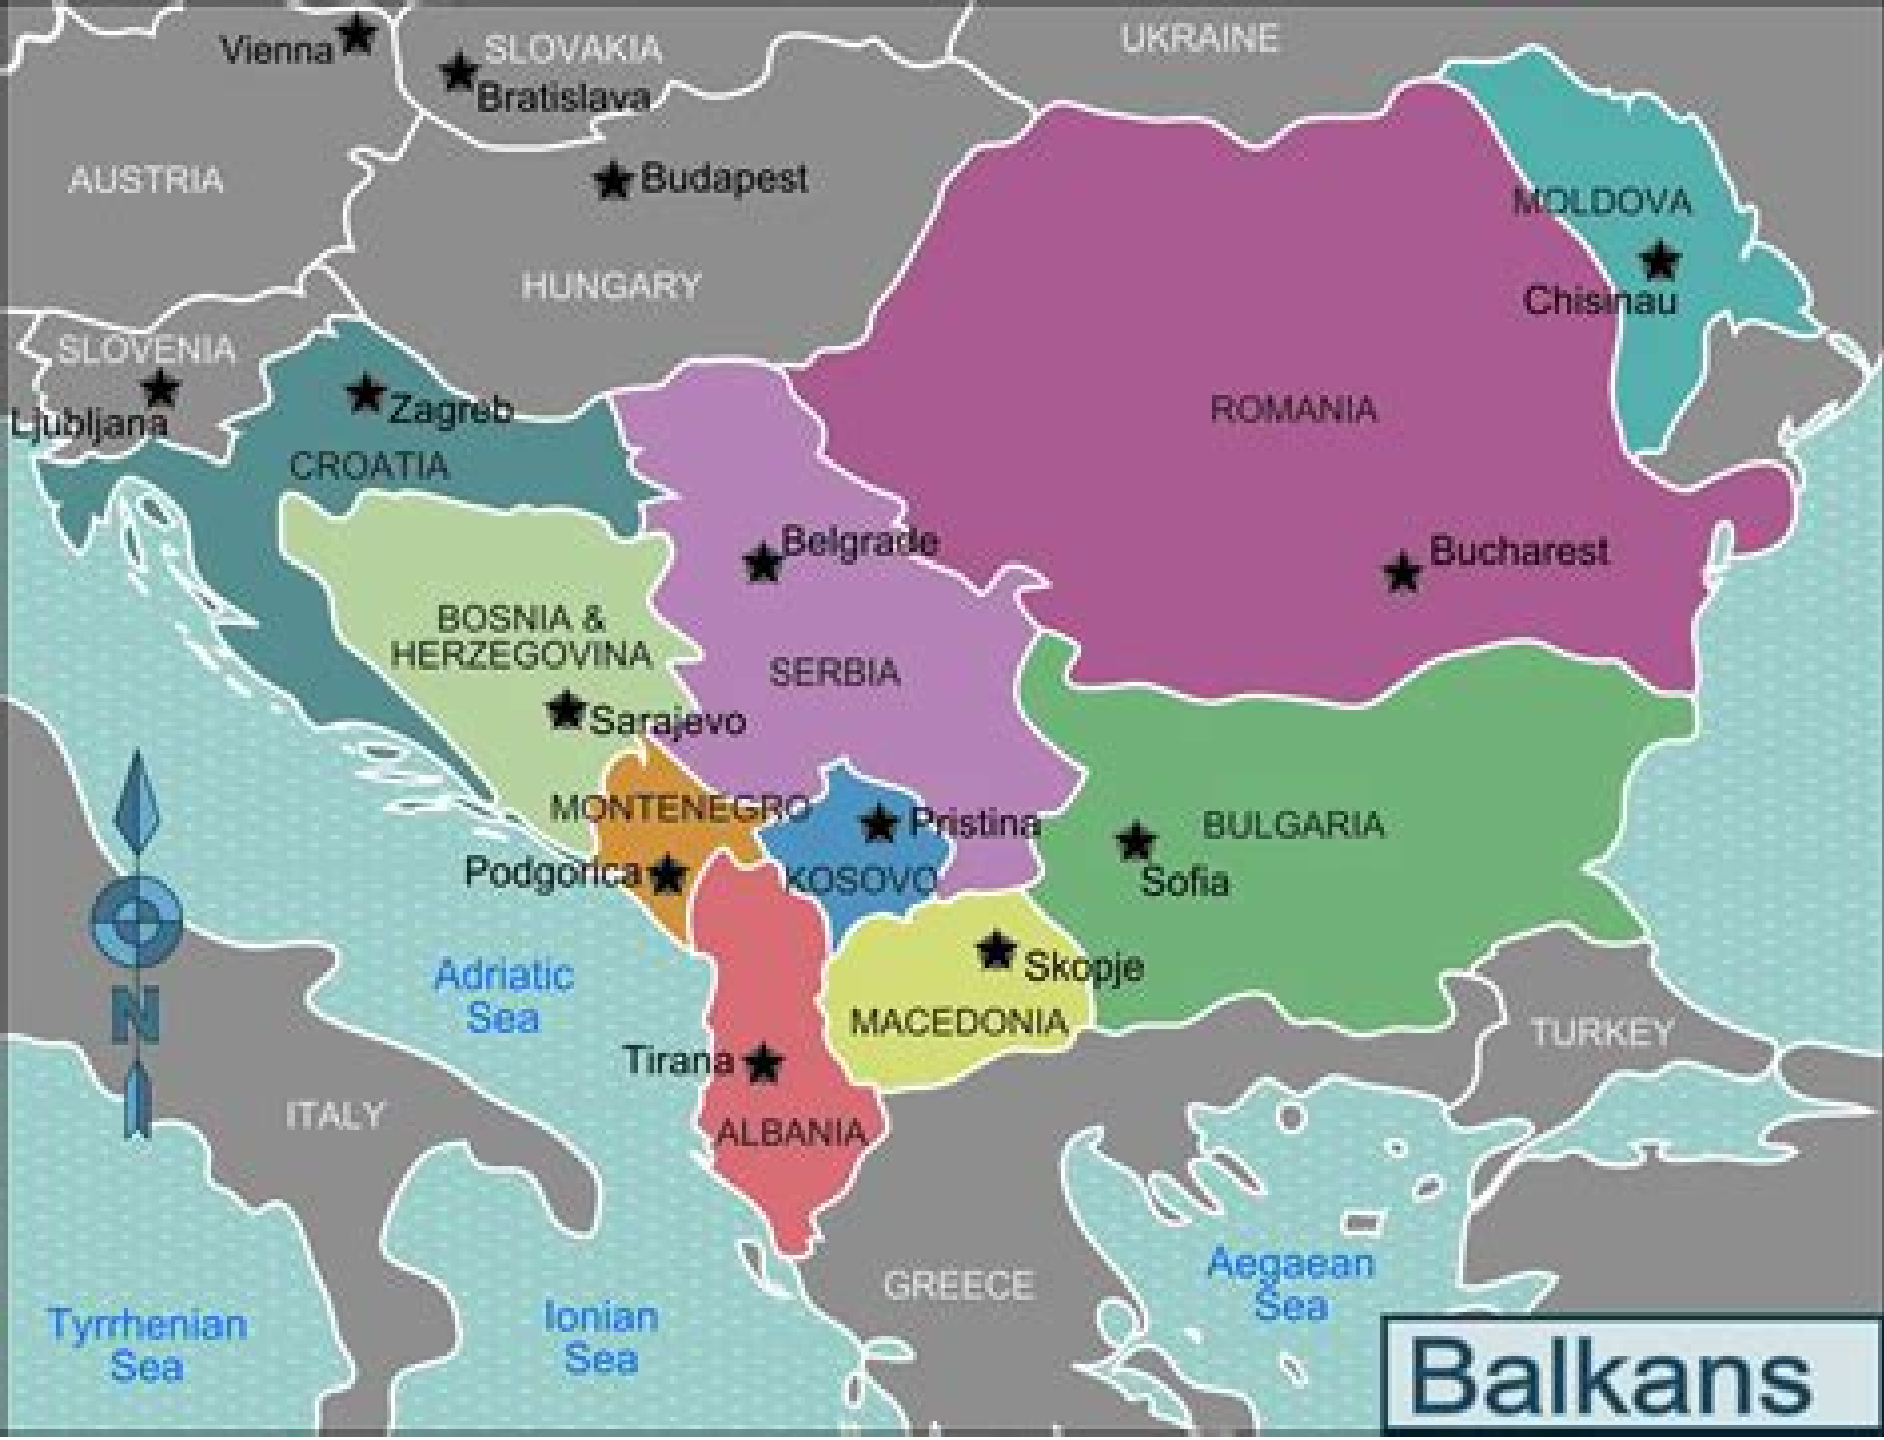 Vienna
SLOVAKIA
Bratislava
UKRAINE
AUSTRIA
Budapest
HUNGARY
MOLDOVA
Chisinau
SLOVENIA
Ljubljana
Zagreb
CROATIA
ROMANIA
Belgrade
Bucharest
BOSNIA &
HERZEGOVINA
SERBIA
Sarajevo
MONTENEGRO
Pristina
BULGARIA
Podgorica
KOSOVO
Sofia
Adriatic
Sea
Skopje
MACEDONIA
N
TURKEY
Tirana
ITALY
ALBANIA
GREECE
Aegaean
Sea
Tyrrhenian
Sea
Ionian
Sea
Balkans